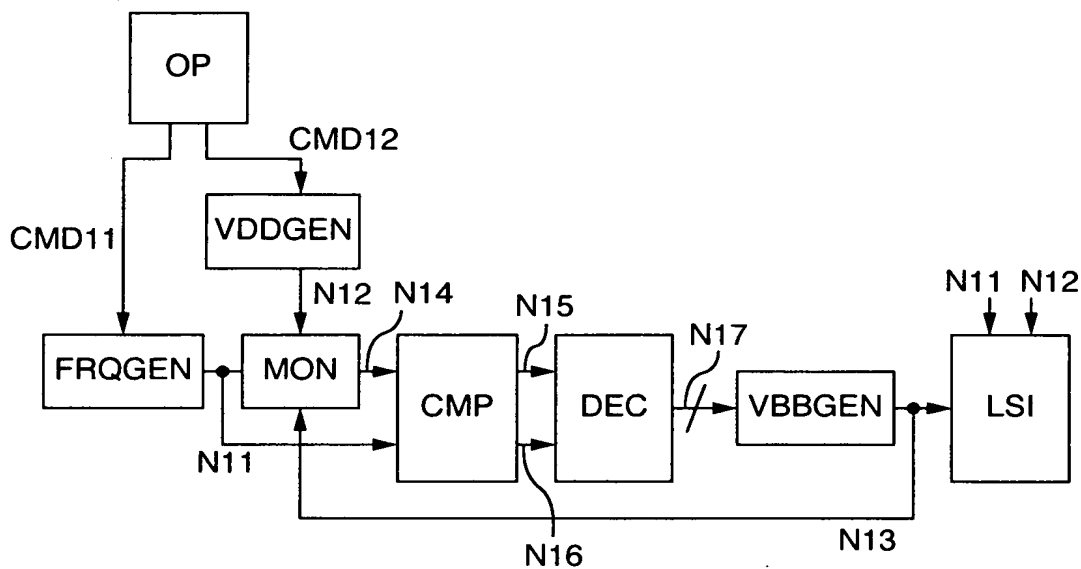 OP
CMD12
CMD11
VDDGEN
N12
N14
N15
N17
N11
N12
FRQGEN
MON
CMP
DEC
VBBGEN
LSI
N11
N16
N13